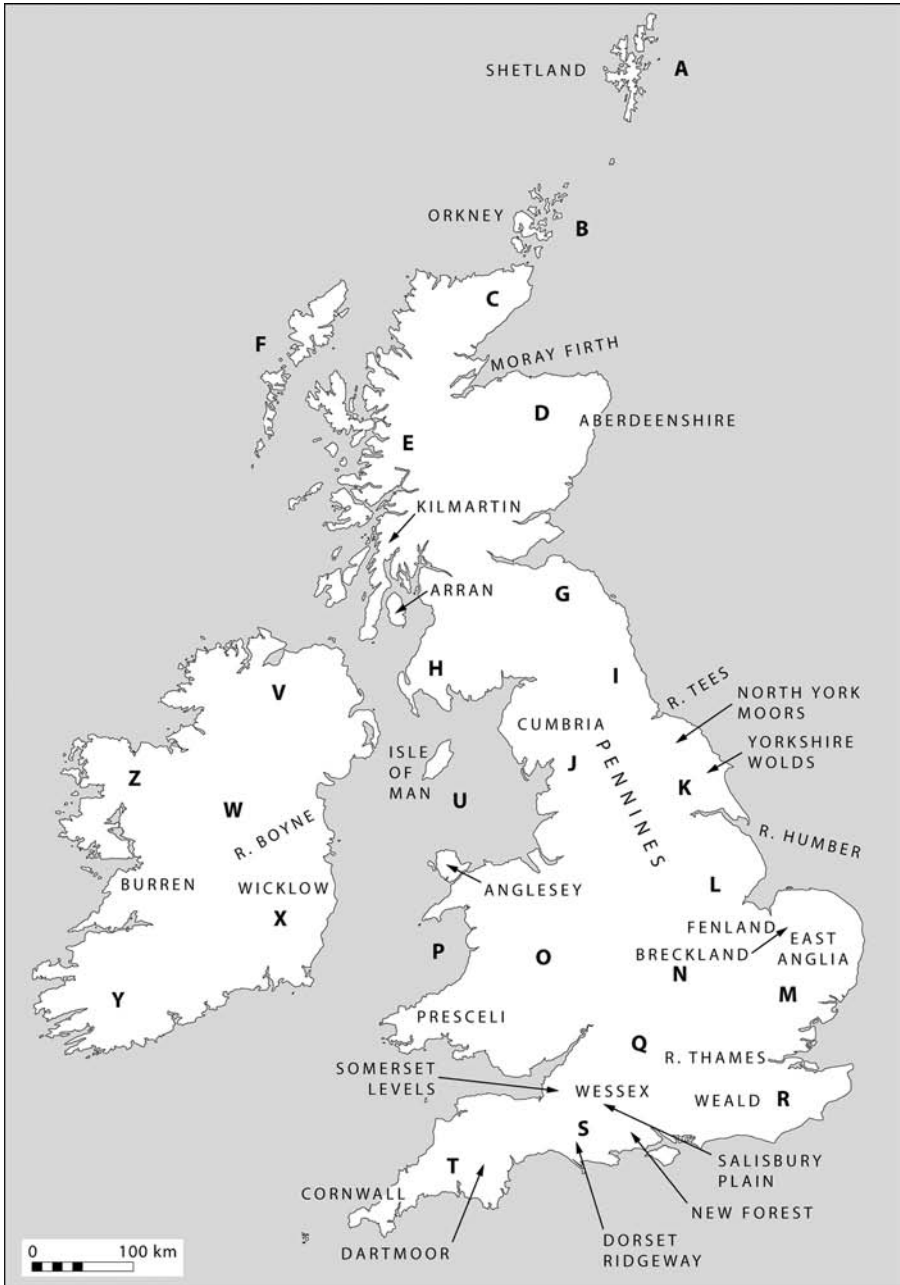 SHETLAND
A
ORKNEY
B
C
F
MORAY FIRTH
D
ABERDEENSHIRE
E
KILMARTIN
ARRAN
G
H
I
R. TEES
V
NORTH YORK
MOORS
CUMBRIA
PENNINES
YORKSHIRE
WOLDS
ISLE
OF
MAN
J
Z
K
U
W
R. BOYNE
R. HUMBER
BURREN
WICKLOW
ANGLESEY
L
X
FENLAND
BRECKLAND
EAST
ANGLIA
P
O
N
M
Y
PRESCELI
Q
R. THAMES
SOMERSET
LEVELS
WESSEX
WEALD
R
S
T
SALISBURY
PLAIN
CORNWALL
NEW FOREST
DARTMOOR
DORSET
RIDGEWAY
0 100 km